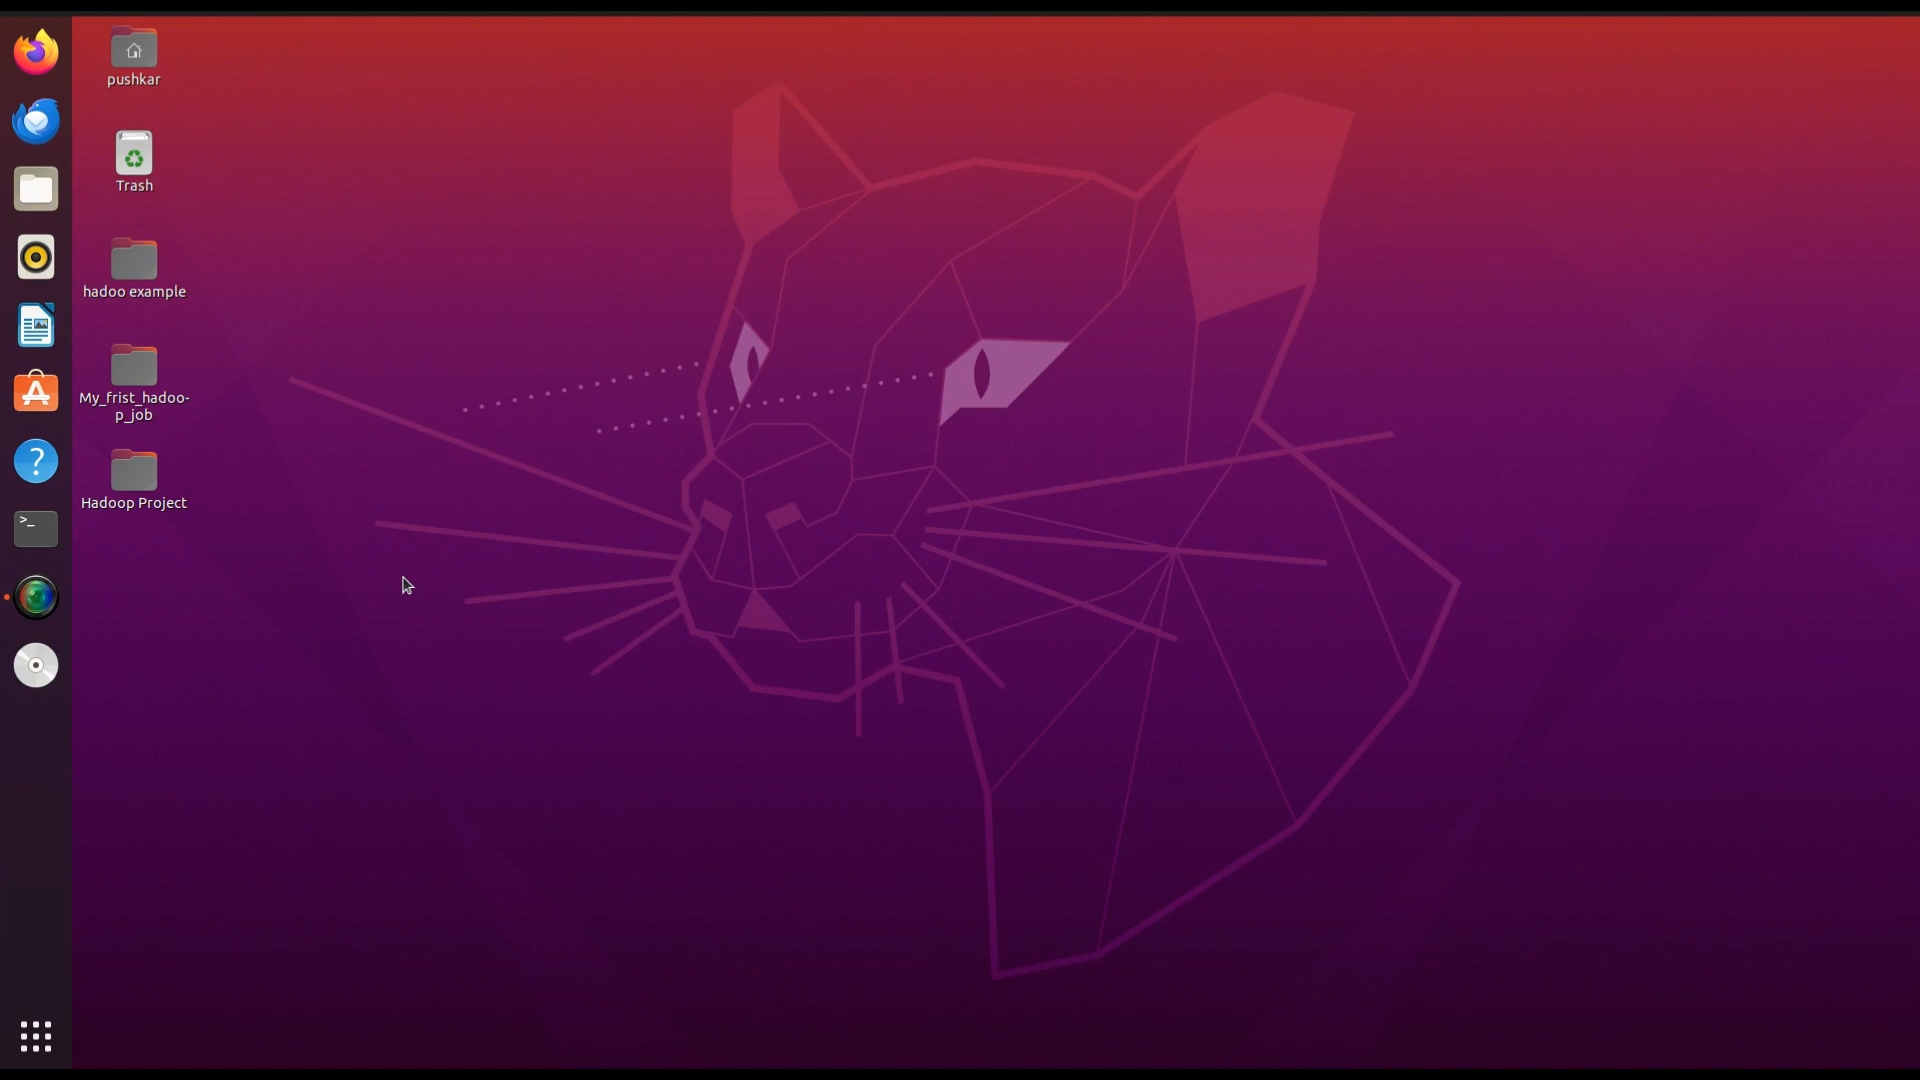 pushkar
Trash
hadoo example
My_frist_hadoo-
p_job
Hadoop Project